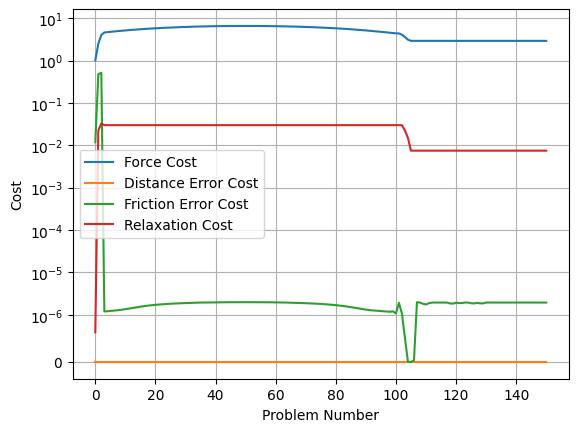 10¹
10⁰
10⁻¹
10⁻²
10⁻³
10⁻⁴
10⁻⁵
10⁻⁶
0
Cost
Force Cost
Distance Error Cost
Friction Error Cost
Relaxation Cost
0 20 40 60 80 100 120 140
Problem Number